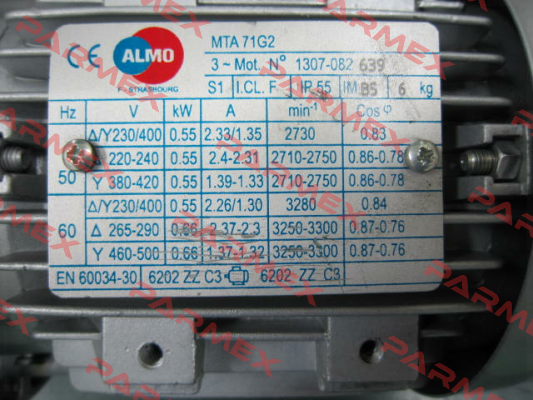 MTA 71G2
CE ALMO
F - STRASBOURG
3 ~ Mot. N° 1307-082 639
S1 I.CL. F IP 55 IM B5 6 kg
Hz V kW A min⁻¹ Cos φ
50
Δ/Y230/400 0.55 2.33/1.35 2730 0.83
220-240 0.55 2.4-2.31 2710-2750 0.86-0.78
Y 380-420 0.55 1.39-1.33 2710-2750 0.86-0.78
60
Δ/Y230/400 0.55 2.26/1.30 3280 0.84
Δ 265-290 0.66 2.37-2.3 3250-3300 0.87-0.76
Y 460-500 0.66 1.37-1.32 3250-3300 0.87-0.76
EN 60034-30 6202 ZZ C3 6202 ZZ C3
PARMEX
PARMEX
PARMEX
PARMEX
PARMEX